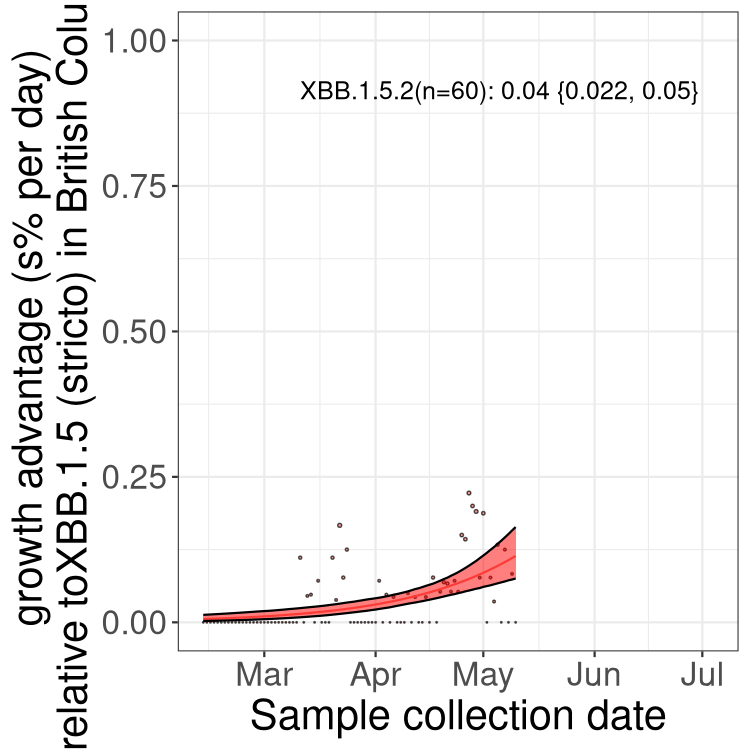 growth advantage (s% per day)
relative toXBB.1.5 (stricto) in British Colu
1.00
0.75
0.50
0.25
0.00
XBB.1.5.2(n=60): 0.04 {0.022, 0.05}
Mar Apr May Jun Jul
Sample collection date